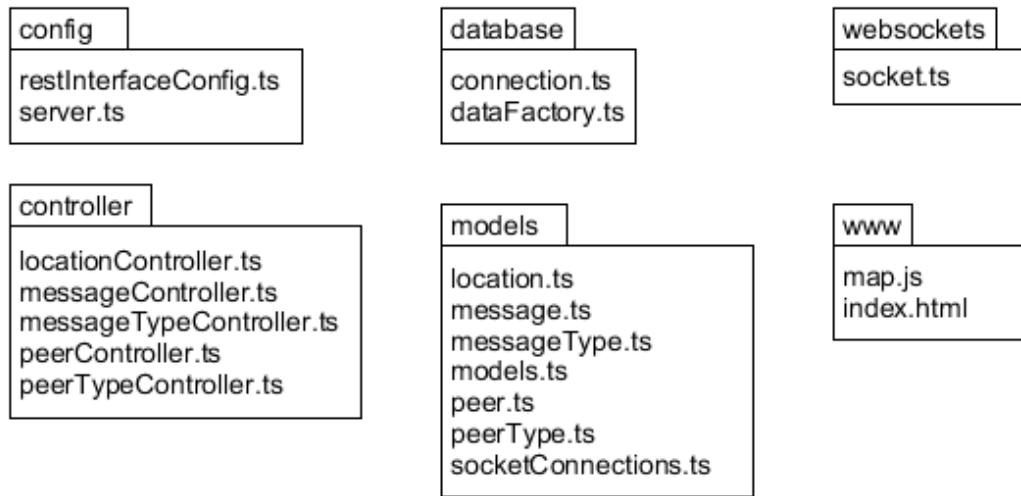 config
restInterfaceConfig.ts
server.ts
database
connection.ts
dataFactory.ts
websockets
socket.ts
controller
locationController.ts
messageController.ts
messageTypeController.ts
peerController.ts
peerTypeController.ts
models
location.ts
message.ts
messageType.ts
models.ts
peer.ts
peerType.ts
socketConnections.ts
www
map.js
index.html